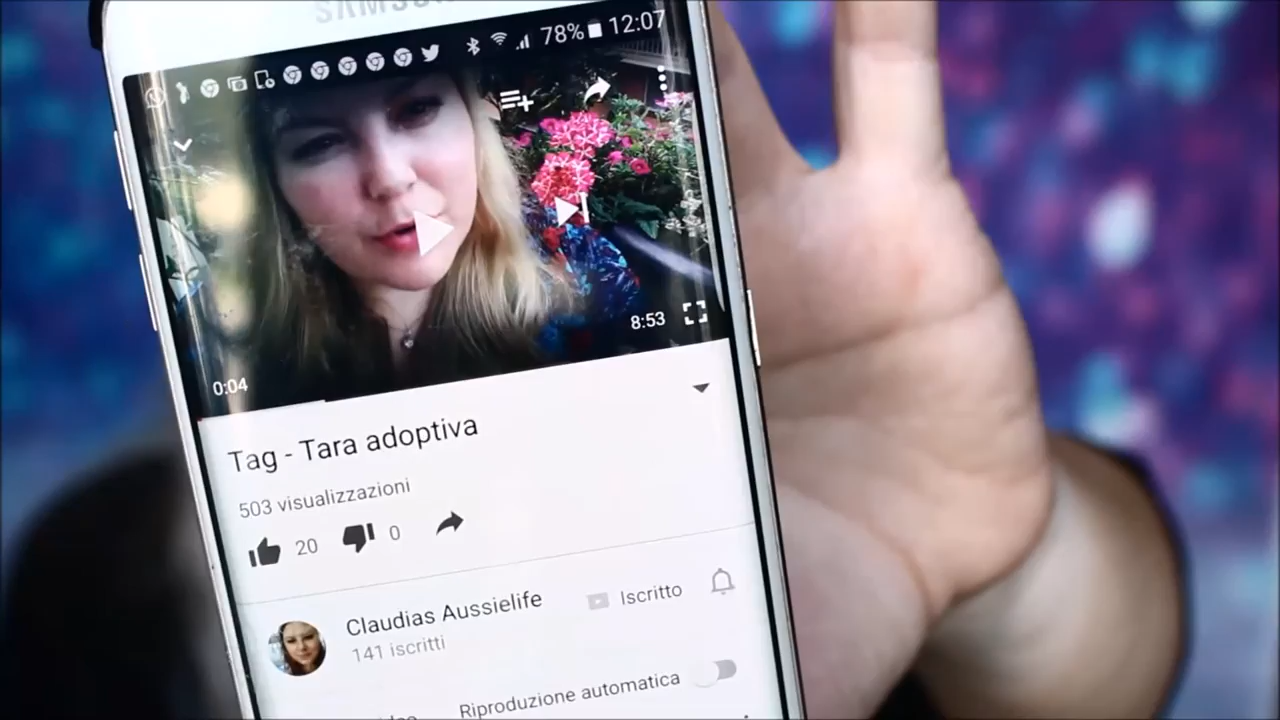 SAMSUNG
78% 12:07
8:53
0:04
Tag - Tara adoptiva
503 visualizzazioni
20 0
Claudias Aussielife
Iscritto
141 iscritti
Riproduzione automatica